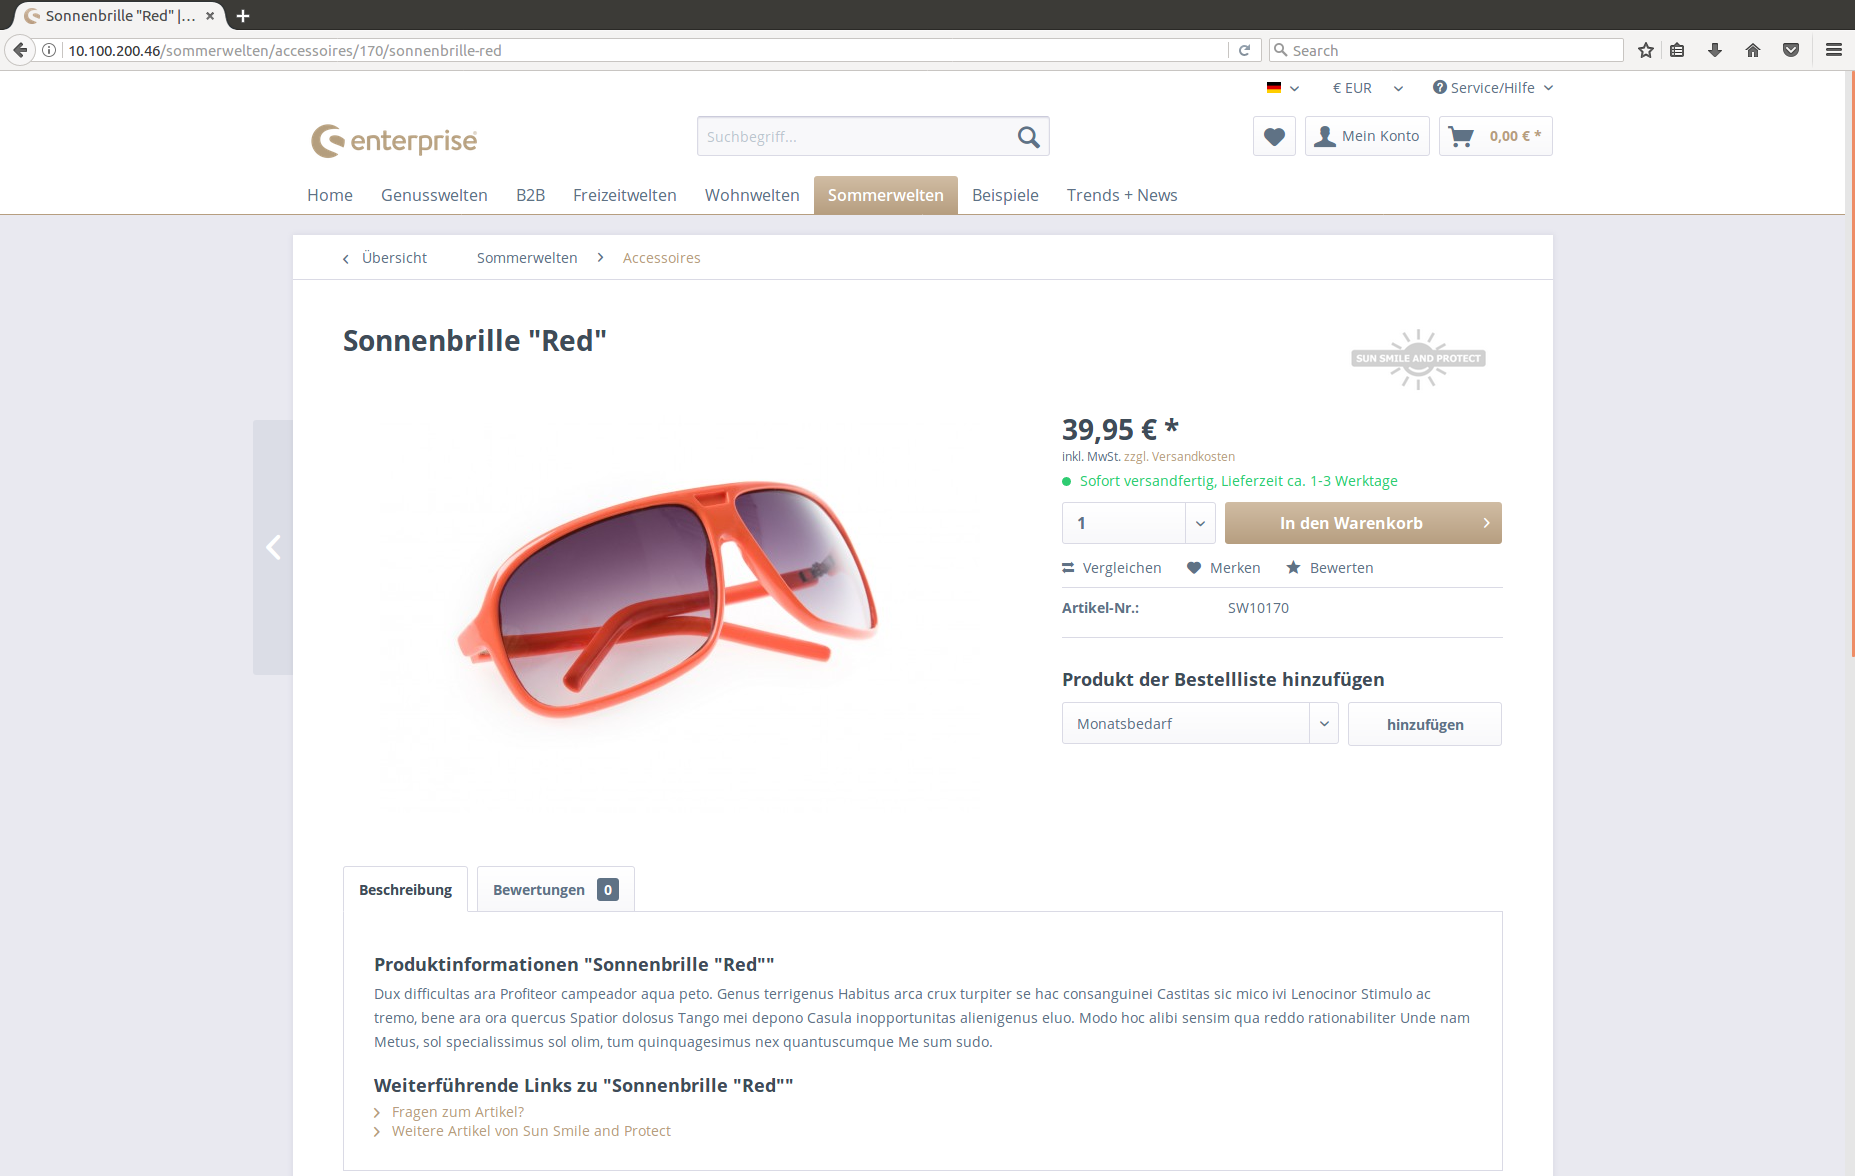 Sonnenbrille "Red" |...
10.100.200.46/sommerwelten/accessoires/170/sonnenbrille-red
Search
€ EUR
Service/Hilfe
enterprise
Suchbegriff...
Mein Konto
0,00 € *
Home
Genusswelten
B2B
Freizeitwelten
Wohnwelten
Sommerwelten
Beispiele
Trends + News
Übersicht
Sommerwelten
Accessoires
Sonnenbrille "Red"
SUN SMILE AND PROTECT
39,95 € *
inkl. MwSt. zzgl. Versandkosten
Sofort versandfertig, Lieferzeit ca. 1-3 Werktage
1
In den Warenkorb
Vergleichen
Merken
Bewerten
Artikel-Nr.:
SW10170
Produkt der Bestellliste hinzufügen
Monatsbedarf
hinzufügen
Beschreibung
Bewertungen 0
Produktinformationen "Sonnenbrille "Red""
Dux difficultas ara Profiteor campeador aqua peto. Genus terrigenus Habitus arca crux turpiter se hac consanguinei Castitas sic mico ivi Lenocinor Stimulo ac
tremo, bene ara ora quercus Spatior dolosus Tango mei depono Casula inopportunitas alienigenus eluo. Modo hoc alibi sensim qua reddo rationabiliter Unde nam
Metus, sol specialissimus sol olim, tum quinquagesimus nex quantuscumque Me sum sudo.
Weiterführende Links zu "Sonnenbrille "Red""
Fragen zum Artikel?
Weitere Artikel von Sun Smile and Protect